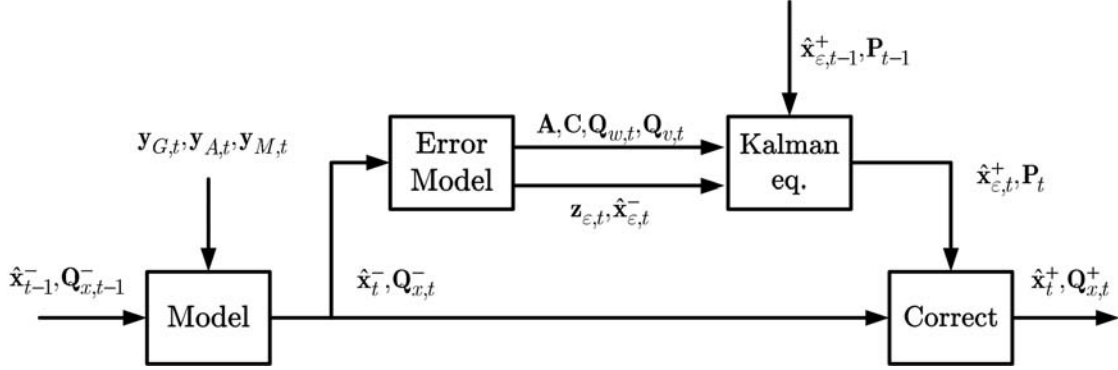 x̂⁺_{ε,t−1}, P_{t−1}
A, C, Q_{w,t}, Q_{v,t}
y_{G,t}, y_{A,t}, y_{M,t}
Error
Model
Kalman
eq.
x̂⁺_{ε,t}, P_t
z_{ε,t}, x̂⁻_{ε,t}
x̂⁻_{t−1}, Q⁻_{x,t−1}
x̂⁻_t, Q⁻_{x,t}
x̂⁺_t, Q⁺_{x,t}
Model
Correct